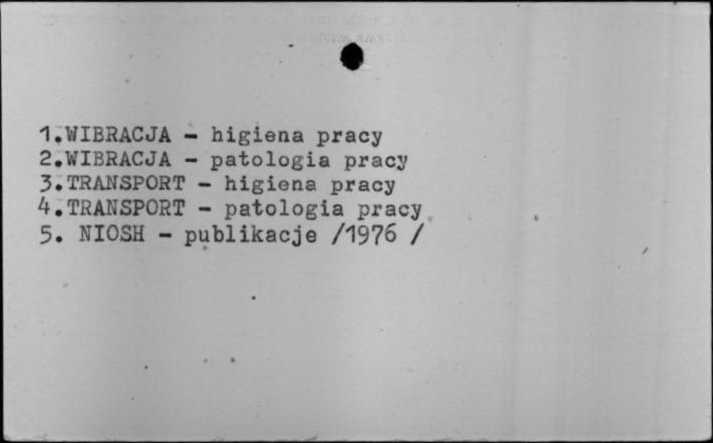 1.WIBRACJA - higiena pracy
2.WIBRACJA - patologia pracy
3.TRANSPORT - higiena pracy
4.TRANSPORT - patologia pracy
5. NIOSH - publikacje /1976 /